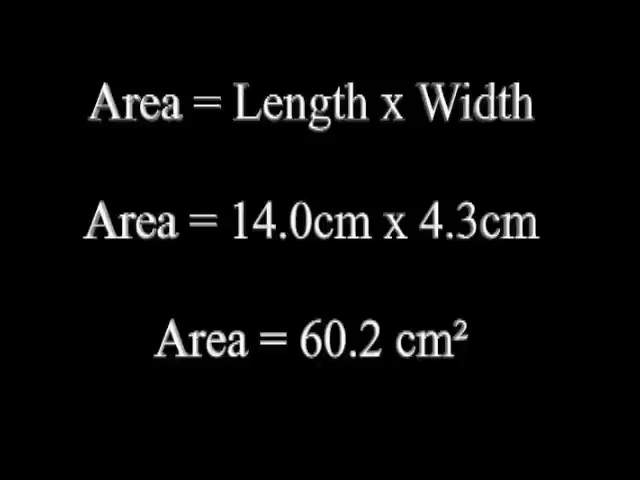 Area = Length x Width
Area = 14.0cm x 4.3cm
Area = 60.2 cm²